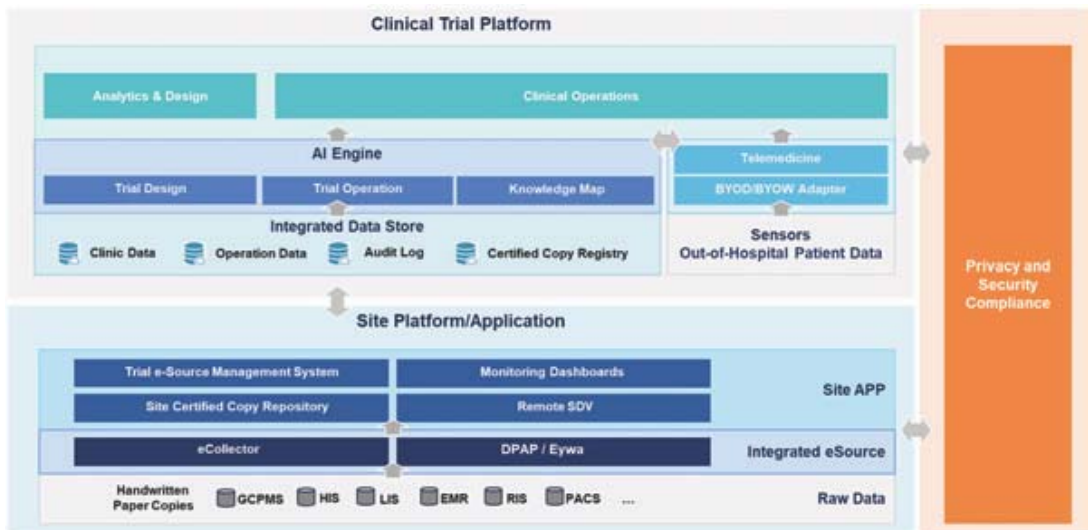 Clinical Trial Platform
Analytics & Design
Clinical Operations
AI Engine
Trial Design
Trial Operation
Knowledge Map
Telemedicine
BYOD/BYOW Adapter
Integrated Data Store
Clinic Data
Operation Data
Audit Log
Certified Copy Registry
Sensors
Out-of-Hospital Patient Data
Privacy and
Security
Compliance
Site Platform/Application
Trial e-Source Management System
Monitoring Dashboards
Site Certified Copy Repository
Remote SDV
Site APP
eCollector
DPAP / Eywa
Integrated eSource
Handwritten
Paper Copies
GCPMS
HIS
LIS
EMR
RIS
PACS
...
Raw Data